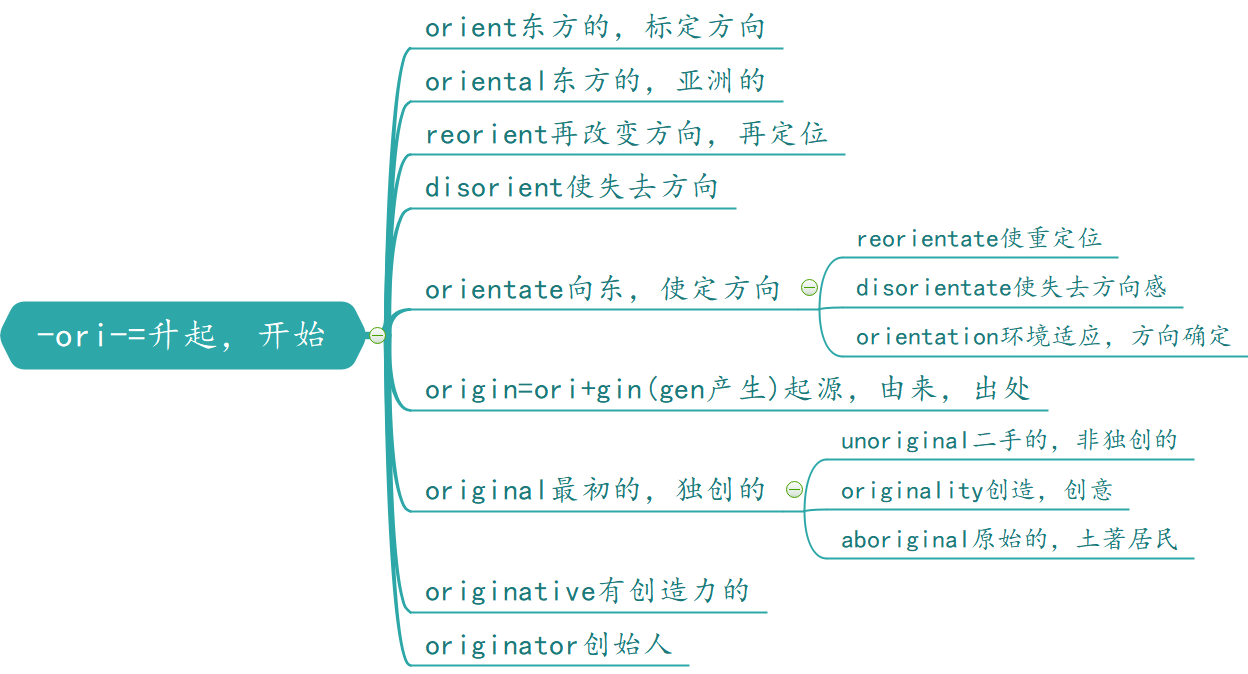 -ori-=升起，开始
orient东方的，标定方向
oriental东方的，亚洲的
reorient再改变方向，再定位
disorient使失去方向
orientate向东，使定方向
reorientate使重定位
disorientate使失去方向感
orientation环境适应，方向确定
origin=ori+gin(gen产生)起源，由来，出处
original最初的，独创的
unoriginal二手的，非独创的
originality创造，创意
aboriginal原始的，土著居民
originative有创造力的
originator创始人